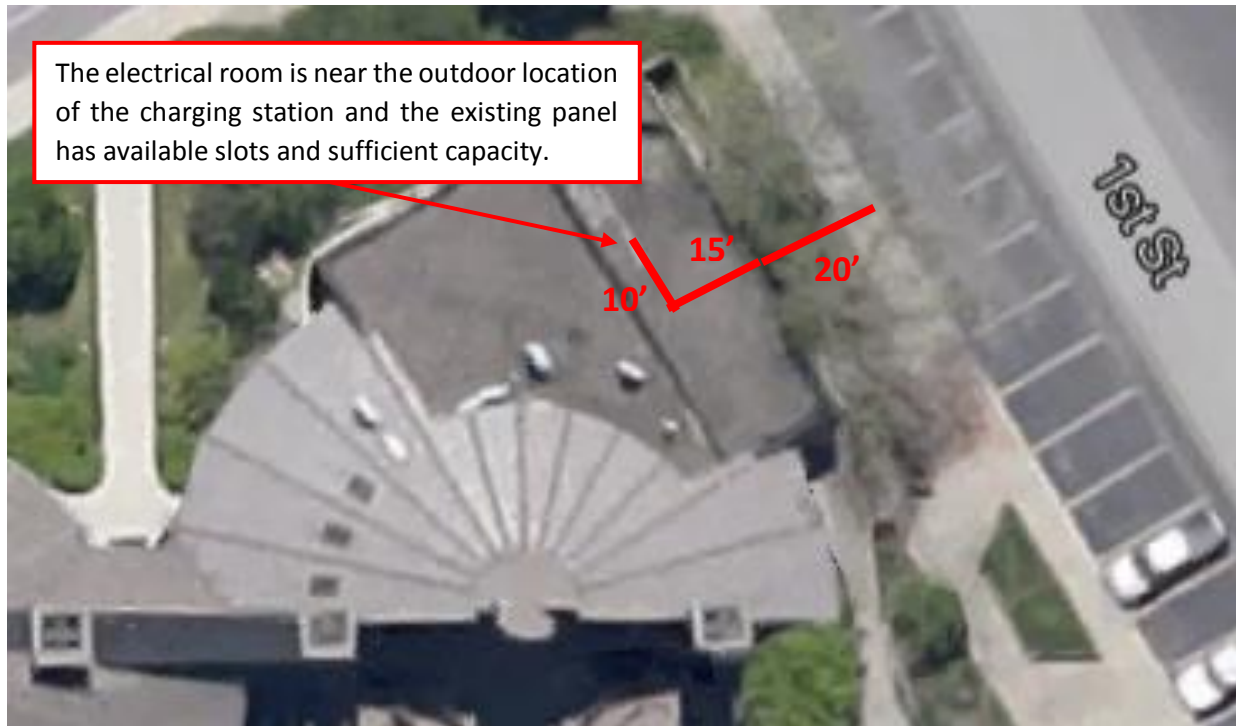 The electrical room is near the outdoor location
of the charging station and the existing panel
has available slots and sufficient capacity.
1st St
15’
20’
10’